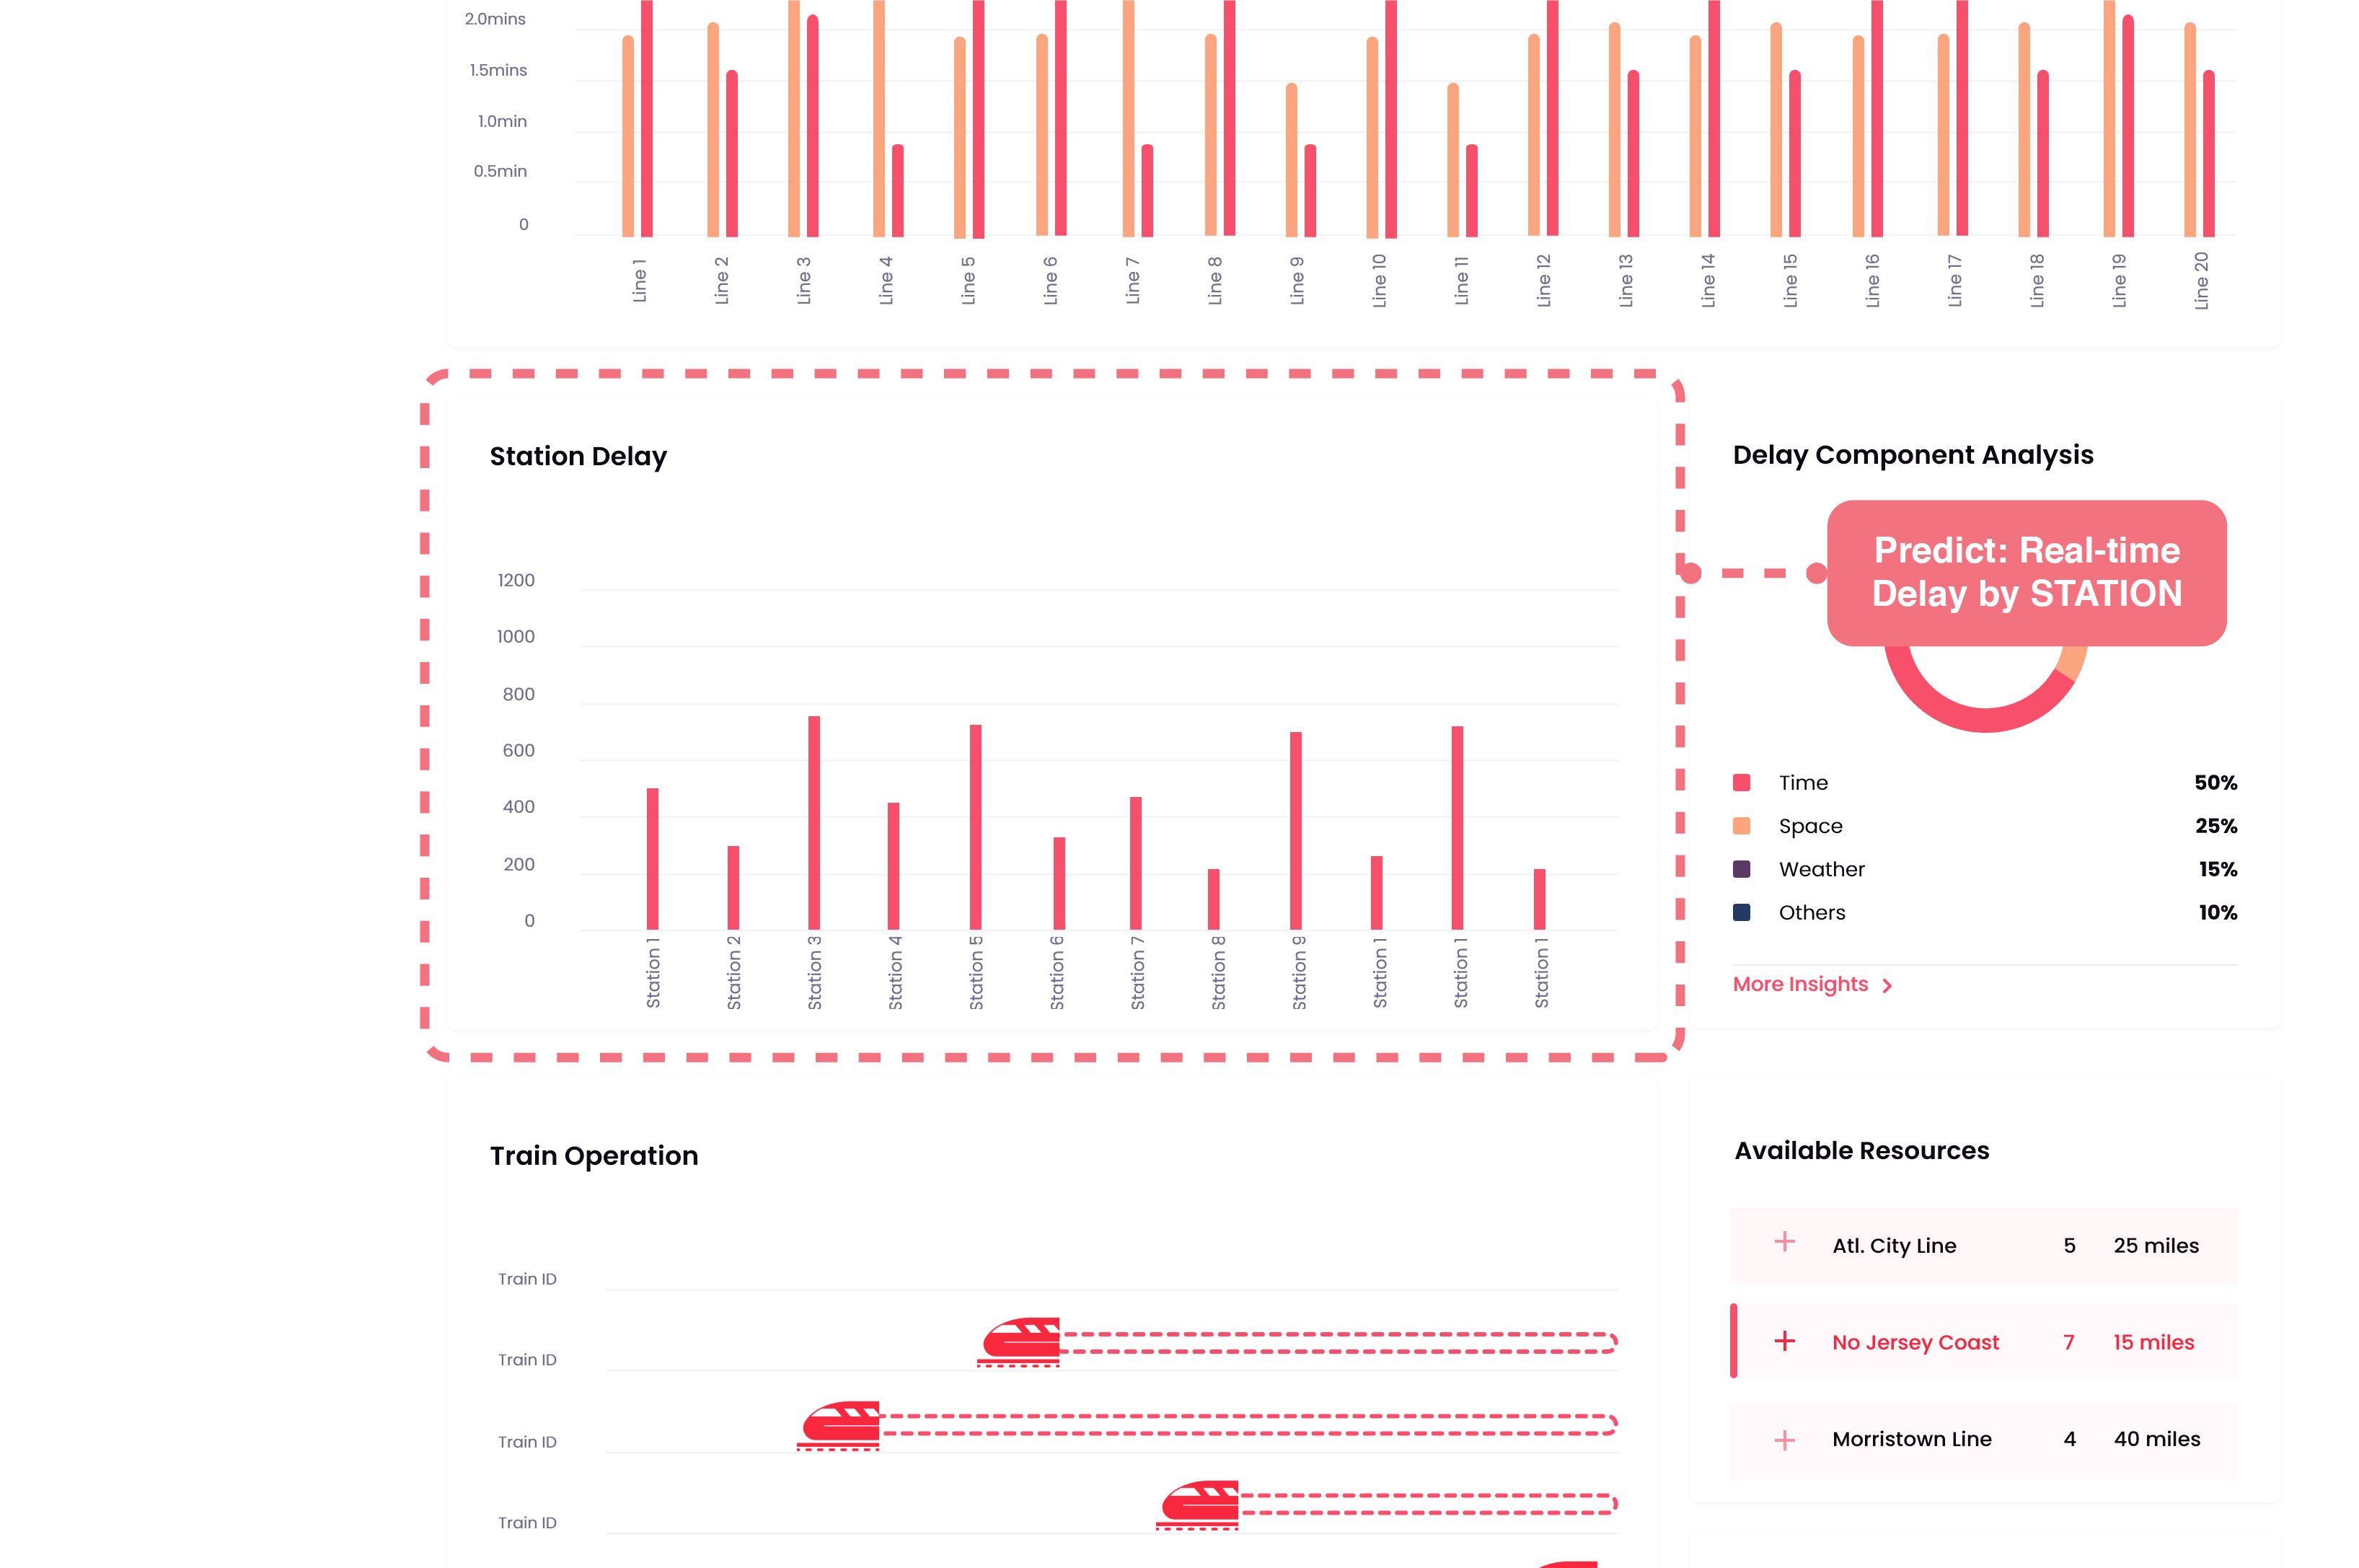 2.0mins
1.5mins
1.0min
0.5min
0
Line 1
Line 2
Line 3
Line 4
Line 5
Line 6
Line 7
Line 8
Line 9
Line 10
Line 11
Line 12
Line 13
Line 14
Line 15
Line 16
Line 17
Line 18
Line 19
Line 20
Station Delay
1200
1000
800
600
400
200
0
Station 1
Station 2
Station 3
Station 4
Station 5
Station 6
Station 7
Station 8
Station 9
Station 1
Station 1
Station 1
Delay Component Analysis
Predict: Real-time
Delay by STATION
Time 50%
Space 25%
Weather 15%
Others 10%
More Insights
Train Operation
Train ID
Train ID
Train ID
Train ID
Available Resources
Atl. City Line 5 25 miles
No Jersey Coast 7 15 miles
Morristown Line 4 40 miles